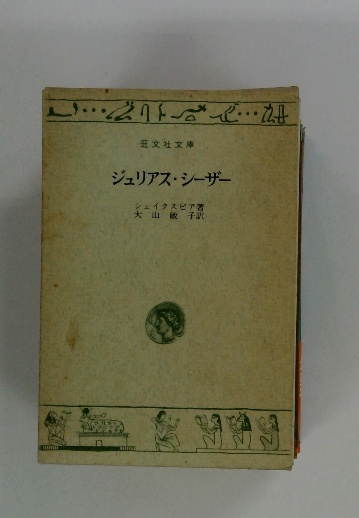 旺文社文庫
ジュリアス・シーザー
シェイクスピア著
大山敏子訳